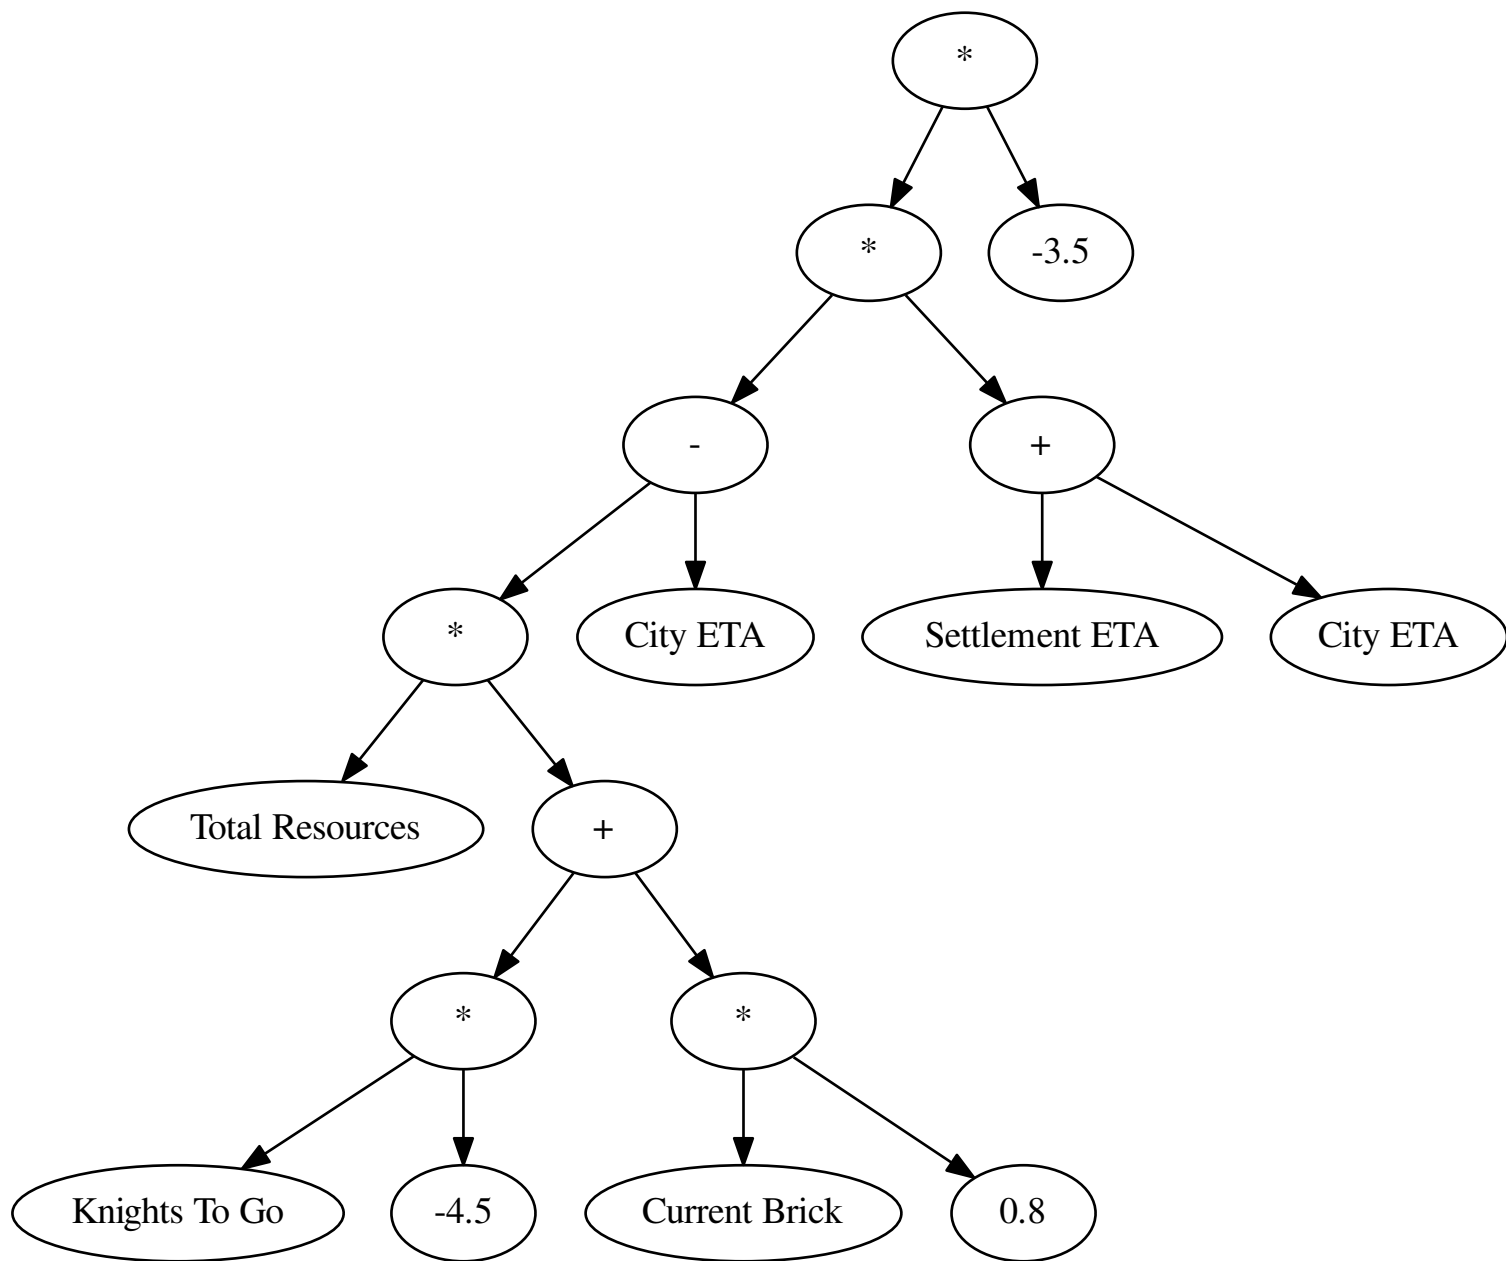 *
*
-3.5
-
+
*
City ETA
Settlement ETA
City ETA
Total Resources
+
*
*
Knights To Go
-4.5
Current Brick
0.8